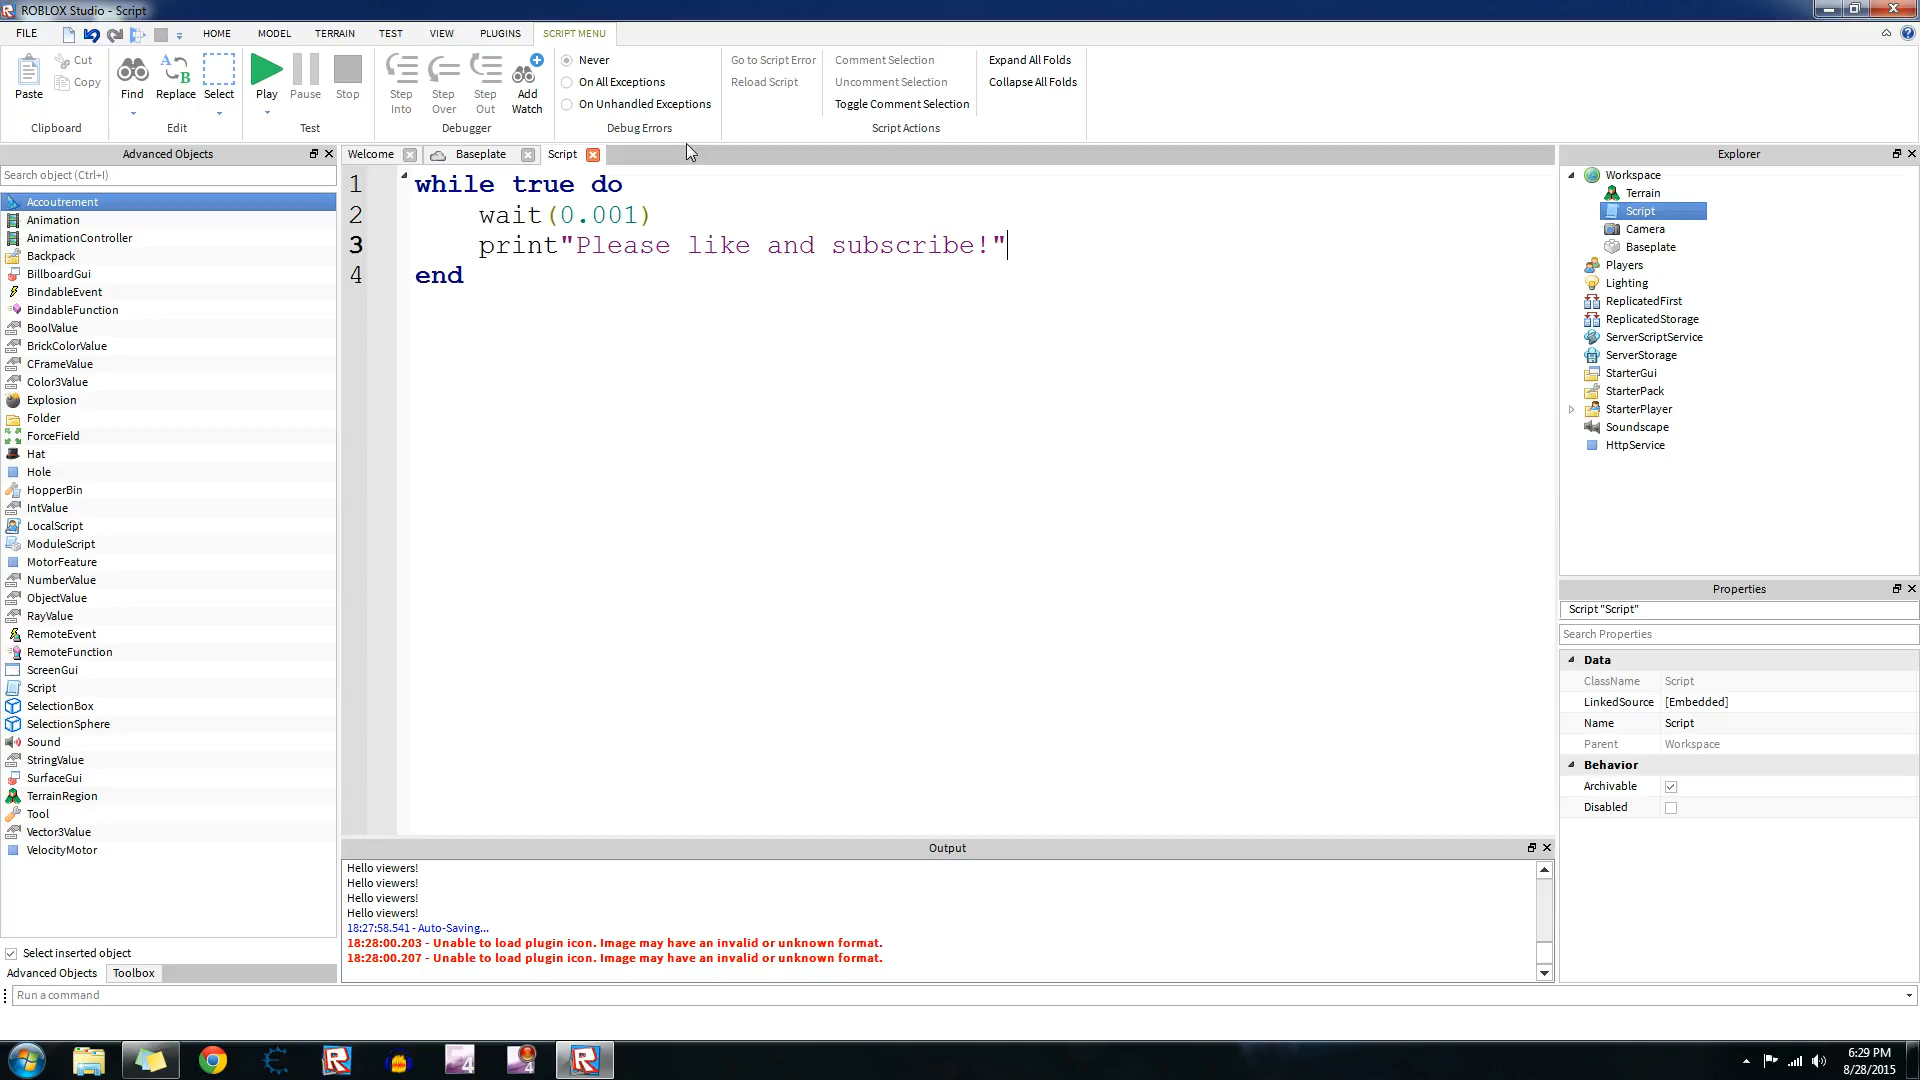 ROBLOX Studio - Script
FILE
HOME
MODEL
TERRAIN
TEST
VIEW
PLUGINS
SCRIPT MENU
Paste
Cut
Copy
Clipboard
Find
Replace
Select
Edit
Play
Pause
Stop
Test
Step Into
Step Over
Step Out
Add Watch
Debugger
Never
On All Exceptions
On Unhandled Exceptions
Debug Errors
Go to Script Error
Reload Script
Comment Selection
Uncomment Selection
Toggle Comment Selection
Expand All Folds
Collapse All Folds
Script Actions
Advanced Objects
Search object (Ctrl+I)
Accoutrement
Animation
AnimationController
Backpack
BillboardGui
BindableEvent
BindableFunction
BoolValue
BrickColorValue
CFrameValue
Color3Value
Explosion
Folder
ForceField
Hat
Hole
HopperBin
IntValue
LocalScript
ModuleScript
MotorFeature
NumberValue
ObjectValue
RayValue
RemoteEvent
RemoteFunction
ScreenGui
Script
SelectionBox
SelectionSphere
Sound
StringValue
SurfaceGui
TerrainRegion
Tool
Vector3Value
VelocityMotor
Select inserted object
Advanced Objects
Toolbox
Run a command
Welcome
Baseplate
Script
1 while true do
2 wait(0.001)
3 print"Please like and subscribe!"
4 end
Output
Hello viewers!
Hello viewers!
Hello viewers!
Hello viewers!
18:27:58.541 - Auto-Saving...
18:28:00.203 - Unable to load plugin icon. Image may have an invalid or unknown format.
18:28:00.207 - Unable to load plugin icon. Image may have an invalid or unknown format.
Explorer
Workspace
Terrain
Script
Camera
Baseplate
Players
Lighting
ReplicatedFirst
ReplicatedStorage
ServerScriptService
ServerStorage
StarterGui
StarterPack
StarterPlayer
Soundscape
HttpService
Properties
Script "Script"
Search Properties
Data
ClassName Script
LinkedSource [Embedded]
Name Script
Parent Workspace
Behavior
Archivable
Disabled
6:29 PM
8/28/2015